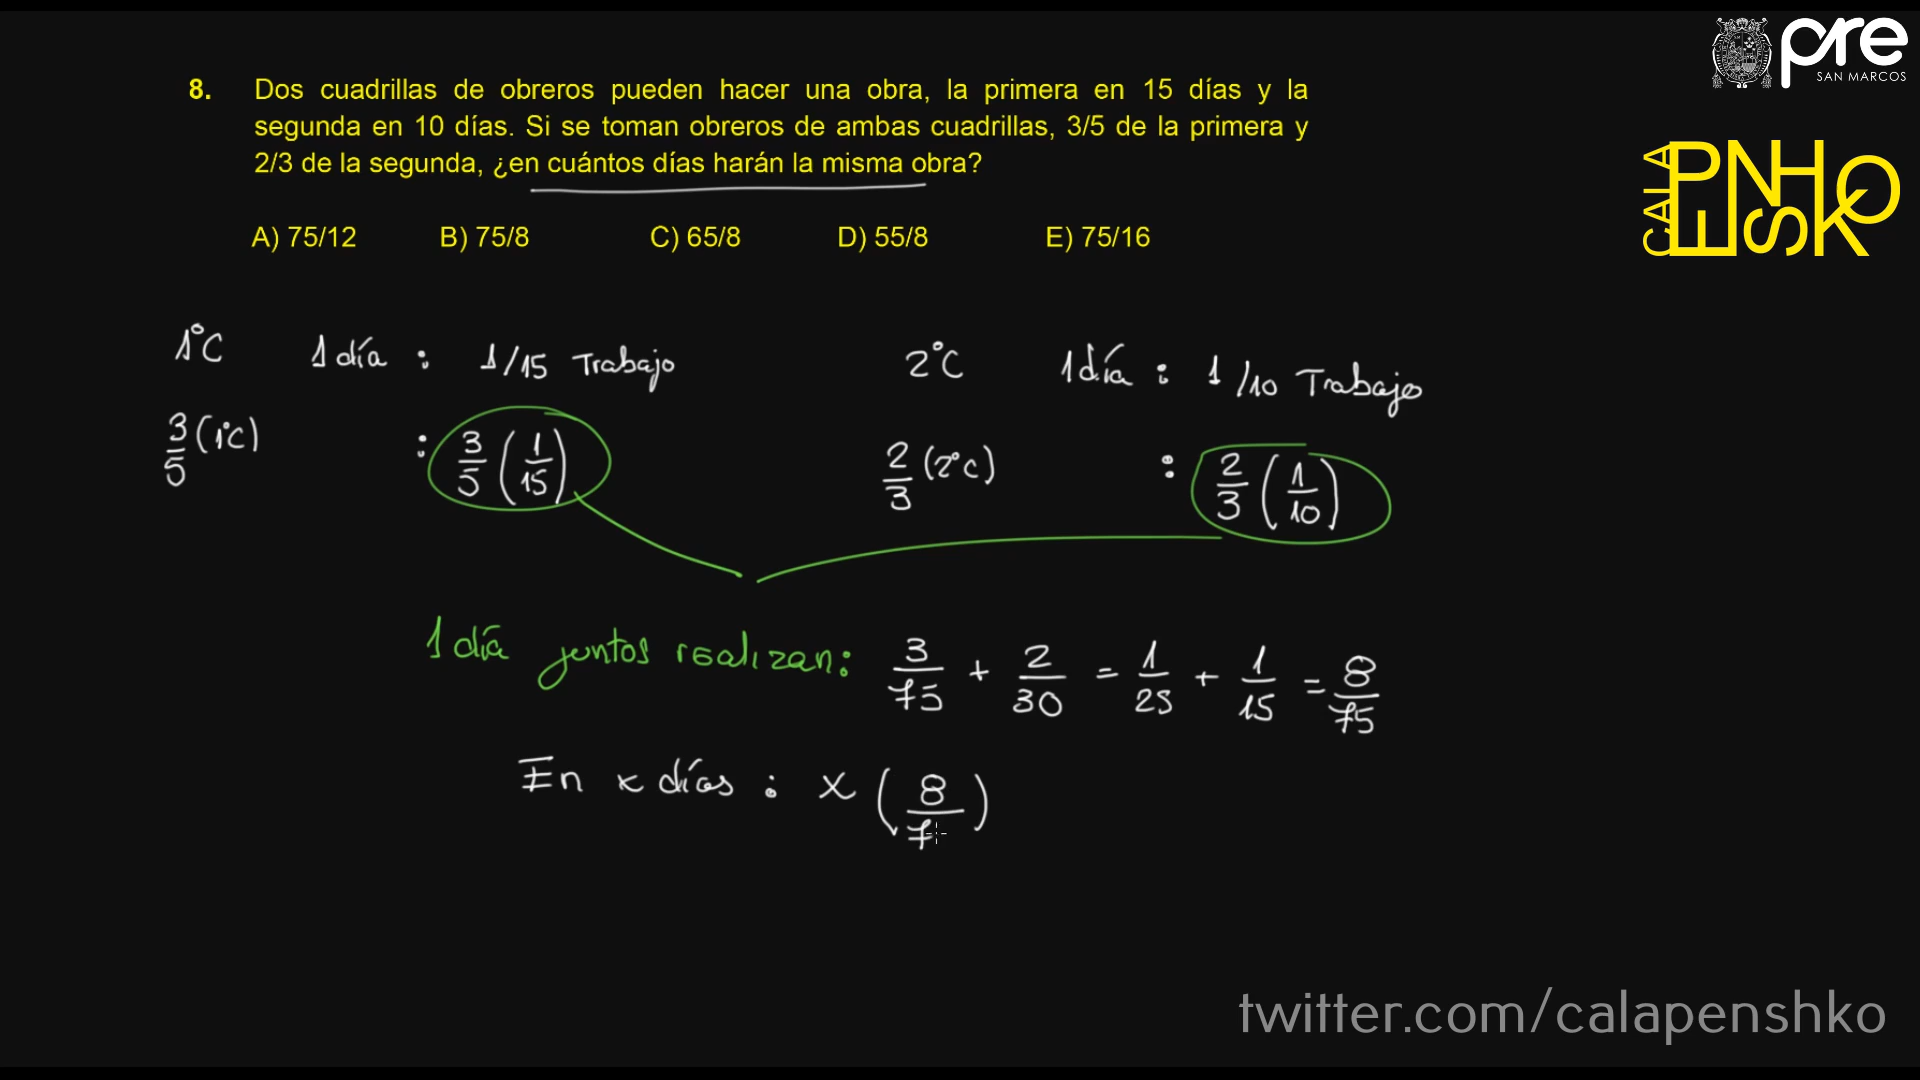 pre
SAN MARCOS
CALA PENSHKO
8. Dos cuadrillas de obreros pueden hacer una obra, la primera en 15 días y la
segunda en 10 días. Si se toman obreros de ambas cuadrillas, 3/5 de la primera y
2/3 de la segunda, ¿en cuántos días harán la misma obra?
A) 75/12 B) 75/8 C) 65/8 D) 55/8 E) 75/16
1°C 1 día : 1/15 Trabajo 2°C 1 día : 1/10 Trabajo
3/5 (1°C) : 3/5 (1/15) 2/3 (2°C) : 2/3 (1/10)
1 día juntos realizan: 3/75 + 2/30 = 1/25 + 1/15 = 8/75
En x días : x (8/7)
twitter.com/calapenshko